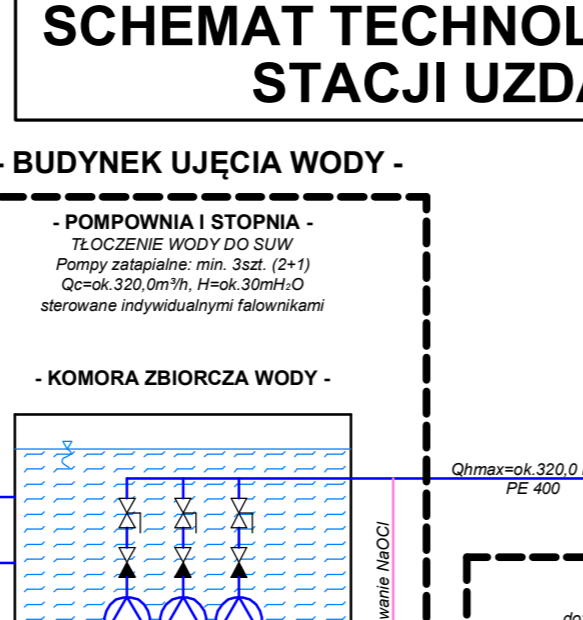 SCHEMAT TECHNOL
STACJI UZDA
- BUDYNEK UJĘCIA WODY -
- POMPOWNIA I STOPNIA -
TŁOCZENIE WODY DO SUW
Pompy zatapialne: min. 3szt. (2+1)
Qc=ok.320,0m³/h, H=ok.30mH₂O
sterowane indywidualnymi falownikami
- KOMORA ZBIORCZA WODY -
Qhmax=ok.320,0
PE 400
wanie NaOCl